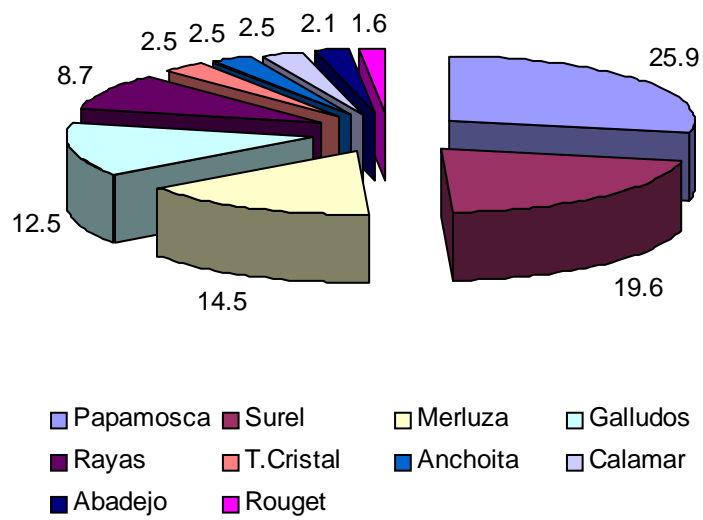 2.5 2.5 2.5 2.1 1.6
8.7 25.9
12.5
14.5 19.6
Papamosca Surel Merluza Galludos
Rayas T.Cristal Anchoita Calamar
Abadejo Rouget